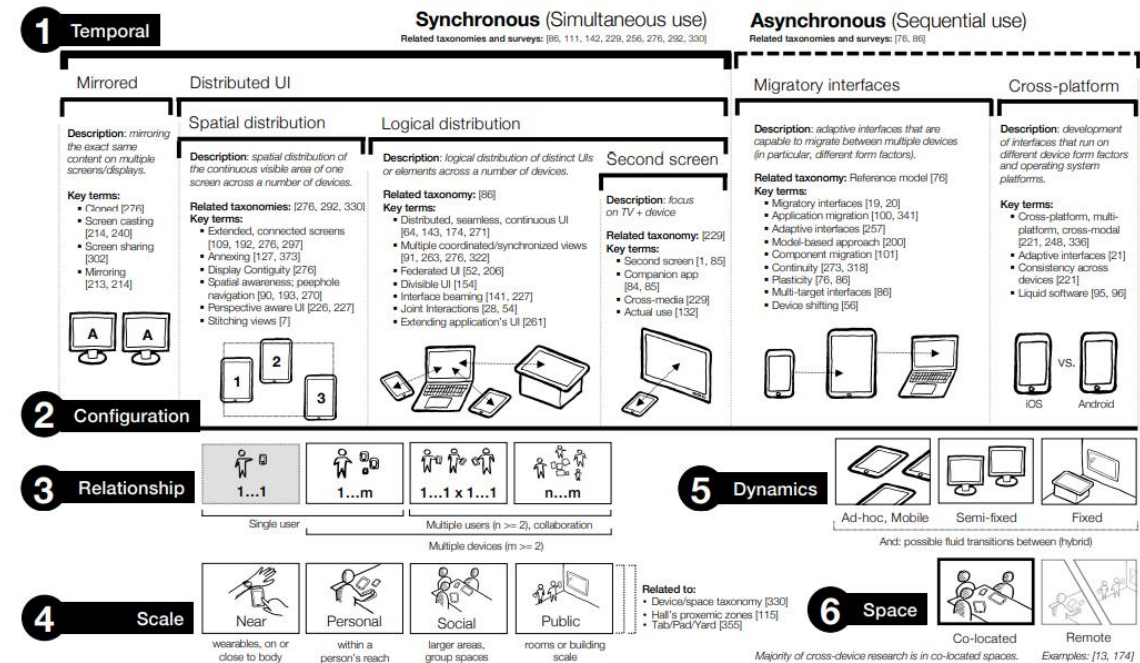 1 Temporal
Synchronous (Simultaneous use)
Related taxonomies and surveys: [86, 111, 142, 229, 256, 276, 292, 330]
Asynchronous (Sequential use)
Related taxonomies and surveys: [76, 86]
Mirrored
Description: mirroring
the exact same
content on multiple
screens/displays.
Key terms:
▪ Cloned [276]
▪ Screen casting
[214, 240]
▪ Screen sharing
[302]
▪ Mirroring
[213, 214]
A A
Distributed UI
Spatial distribution
Description: spatial distribution of
the continuous visible area of one
screen across a number of devices.
Related taxonomies: [276, 292, 330]
Key terms:
▪ Extended, connected screens
[109, 192, 276, 297]
▪ Annexing [127, 373]
▪ Display Contiguity [276]
▪ Spatial awareness; peephole
navigation [90, 193, 270]
▪ Perspective aware UI [226, 227]
▪ Stitching views [7]
1 2 3
Logical distribution
Description: logical distribution of distinct UIs
or elements across a number of devices.
Related taxonomy: [86]
Key terms:
▪ Distributed, seamless, continuous UI
[64, 143, 174, 271]
▪ Multiple coordinated/synchronized views
[91, 263, 276, 322]
▪ Federated UI [52, 206]
▪ Divisible UI [154]
▪ Interface beaming [141, 227]
▪ Joint Interactions [28, 54]
▪ Extending application's UI [261]
Second screen
Description: focus
on TV + device
Related taxonomy: [229]
Key terms:
▪ Second screen [1, 85]
▪ Companion app
[84, 85]
▪ Cross-media [229]
▪ Actual use [132]
Migratory interfaces
Description: adaptive interfaces that are
capable to migrate between multiple devices
(in particular, different form factors).
Related taxonomy: Reference model [76]
Key terms:
▪ Migratory interfaces [19, 20]
▪ Application migration [100, 341]
▪ Adaptive interfaces [257]
▪ Model-based approach [200]
▪ Component migration [101]
▪ Continuity [273, 318]
▪ Plasticity [76, 86]
▪ Multi-target interfaces [86]
▪ Device shifting [56]
Cross-platform
Description: development
of interfaces that run on
different device form factors
and operating system
platforms.
Key terms:
▪ Cross-platform, multi-
platform, cross-modal
[221, 248, 336]
▪ Adaptive interfaces [21]
▪ Consistency across
devices [221]
▪ Liquid software [95, 96]
vs.
iOS Android
2 Configuration
3 Relationship
1...1 1...m 1...1 x 1...1 n...m
Single user Multiple users (n >= 2), collaboration
Multiple devices (m >= 2)
5 Dynamics
Ad-hoc, Mobile Semi-fixed Fixed
And: possible fluid transitions between (hybrid)
4 Scale
Near Personal Social Public
wearables, on or
close to body
within a
person's reach
larger areas,
group spaces
rooms or building
scale
Related to:
• Device/space taxonomy [330]
• Hall's proxemic zones [115]
• Tab/Pad/Yard [355]
6 Space
Co-located Remote
Majority of cross-device research is in co-located spaces. Examples: [13, 174]